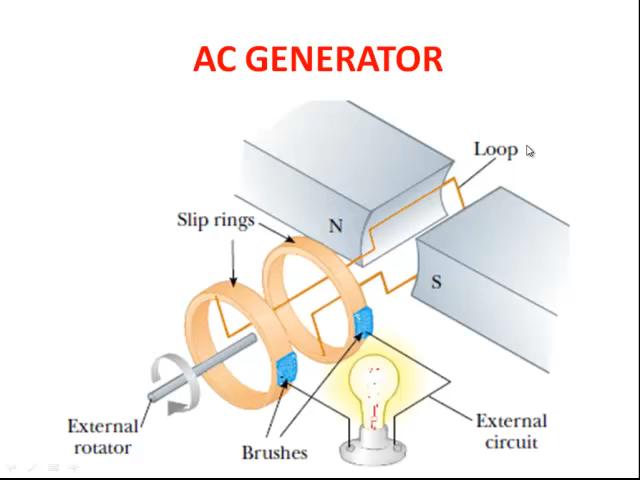 AC GENERATOR
Loop
Slip rings
N
S
External
rotator
Brushes
External
circuit